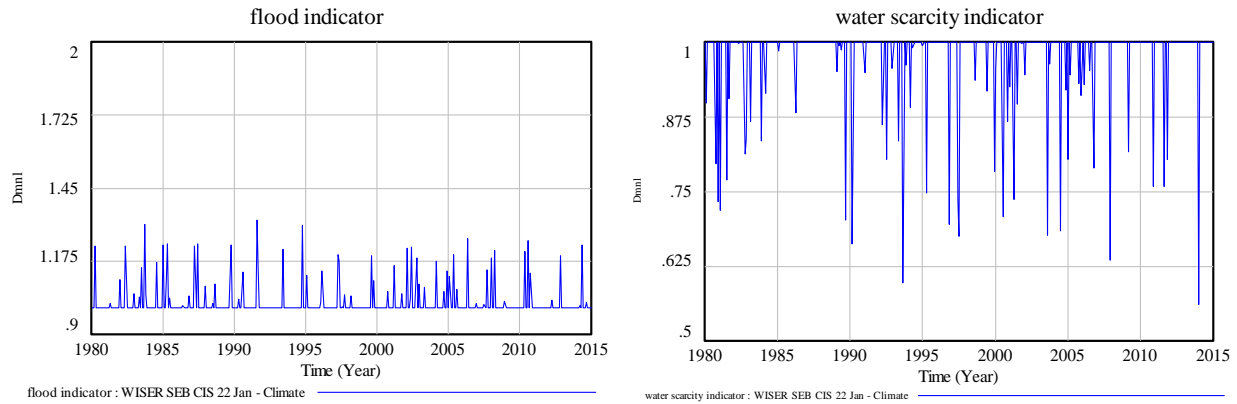 flood indicator
2
1.725
1.45
1.175
.9
Dmnl
1980 1985 1990 1995 2000 2005 2010 2015
Time (Year)
flood indicator : WISER SEB CIS 22 Jan - Climate
water scarcity indicator
1
.875
.75
.625
.5
Dmnl
1980 1985 1990 1995 2000 2005 2010 2015
Time (Year)
water scarcity indicator : WISER SEB CIS 22 Jan - Climate